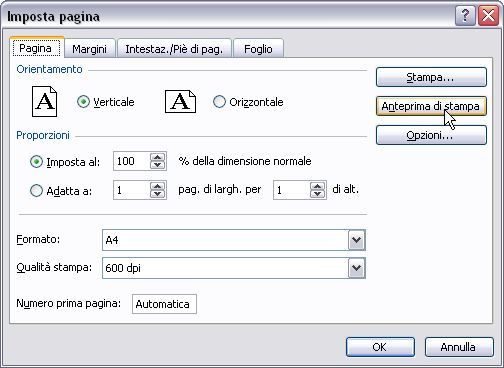 Imposta pagina
Pagina Margini Intestaz./Piè di pag. Foglio
Orientamento
Stampa...
A Verticale A Orizzontale
Anteprima di stampa
Proporzioni
Opzioni...
Imposta al: 100 % della dimensione normale
Adatta a: 1 pag. di largh. per 1 di alt.
Formato: A4
Qualità stampa: 600 dpi
Numero prima pagina: Automatica
OK Annulla